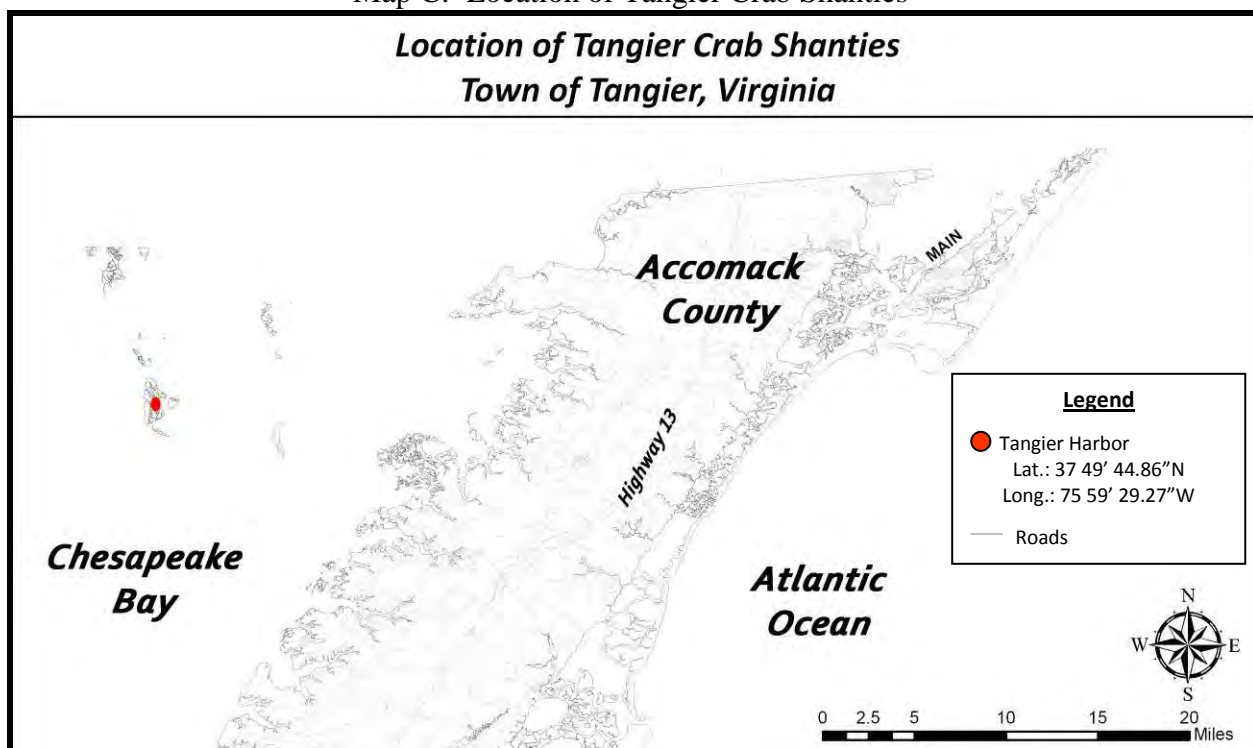 Map C: Location of Tangier Crab Shanties
Location of Tangier Crab Shanties
Town of Tangier, Virginia
Accomack
County
MAIN
Highway 13
Chesapeake
Bay
Atlantic
Ocean
Legend
Tangier Harbor
Lat.: 37 49’ 44.86”N
Long.: 75 59’ 29.27”W
Roads
N
W
E
S
0 2.5 5 10 15 20
Miles